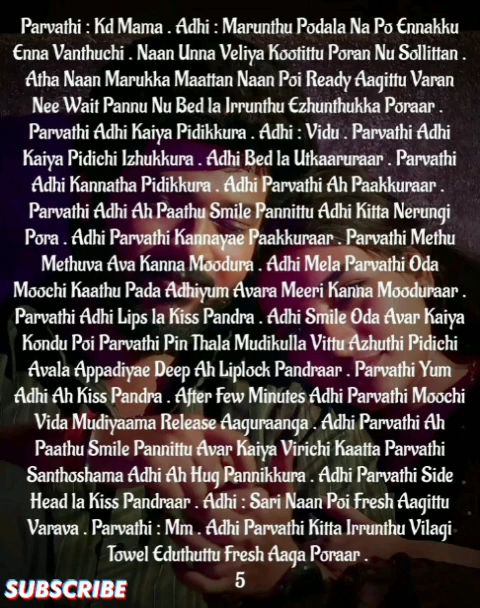 Parvathi : Kd Mama . Adhi : Marunthu Podala Na Po Ennakku
Enna Vanthuchi . Naan Unna Veliya Kootittu Poran Nu Sollittan .
Atha Naan Marukka Maattan Naan Poi Ready Aagittu Varan
Nee Wait Pannu Nu Bed la Irrunthu Ezhunthukka Poraar .
Parvathi Adhi Kaiya Pidikkura . Adhi : Vidu . Parvathi Adhi
Kaiya Pidichi Izhukkura . Adhi Bed la Utkaaruraar . Parvathi
Adhi Kannatha Pidikkura . Adhi Parvathi Ah Paakkuraar .
Parvathi Adhi Ah Paathu Smile Pannittu Adhi Kitta Nerungi
Pora . Adhi Parvathi Kannayae Paakkuraar . Parvathi Methu
Methuva Ava Kanna Moodura . Adhi Mela Parvathi Oda
Moochi Kaathu Pada Adhiyum Avara Meeri Kanna Mooduraar .
Parvathi Adhi Lips la Kiss Pandra . Adhi Smile Oda Avar Kaiya
Kondu Poi Parvathi Pin Thala Mudikulla Vittu Azhuthi Pidichi
Avala Appadiyae Deep Ah Liplock Pandraar . Parvathi Yum
Adhi Ah Kiss Pandra . After Few Minutes Adhi Parvathi Moochi
Vida Mudiyaama Release Aaguraanga . Adhi Parvathi Ah
Paathu Smile Pannittu Avar Kaiya Virichi Kaatta Parvathi
Santhoshama Adhi Ah Hug Pannikkura . Adhi Parvathi Side
Head la Kiss Pandraar . Adhi : Sari Naan Poi Fresh Aagittu
Varava . Parvathi : Mm . Adhi Parvathi Kitta Irrunthu Vilagi
Towel Eduthuttu Fresh Aaga Poraar .
SUBSCRIBE
5